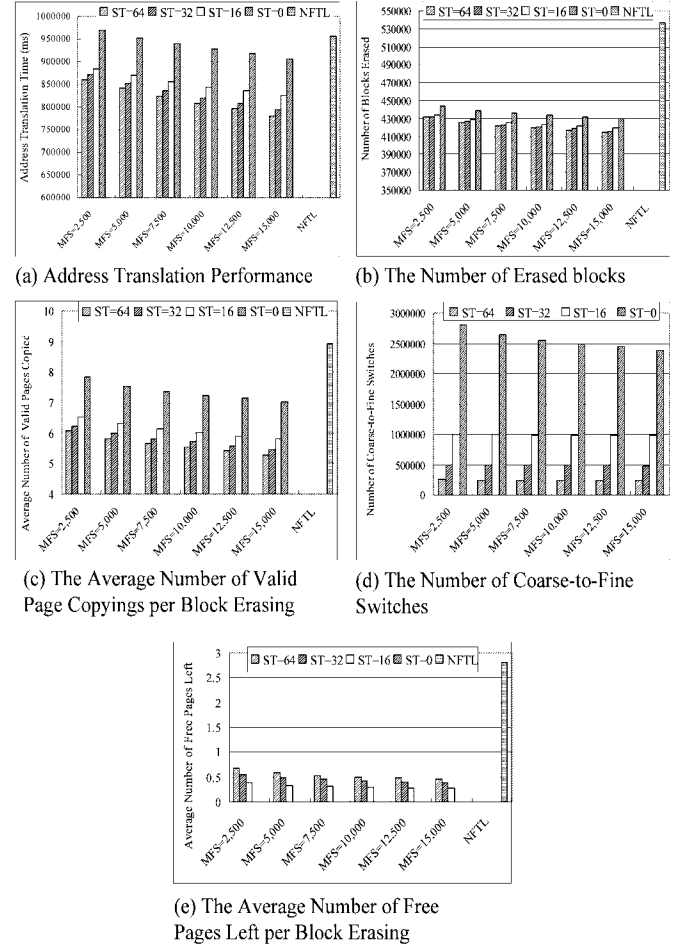 ST=64 ST=32 ST=16 ST=0 NFTL
Address Translation Time (ms)
1000000
950000
900000
850000
800000
750000
700000
650000
600000
MFS=2,500 MFS=5,000 MFS=7,500 MFS=10,000 MFS=12,500 MFS=15,000 NFTL
(a) Address Translation Performance
ST=64 ST=32 ST=16 ST=0 NFTL
Number of Blocks Erased
550000
530000
510000
490000
470000
450000
430000
410000
390000
370000
350000
MFS=2,500 MFS=5,000 MFS=7,500 MFS=10,000 MFS=12,500 MFS=15,000 NFTL
(b) The Number of Erased blocks
ST=64 ST=32 ST=16 ST=0 NFTL
Average Number of Valid Pages Copied
10
9
8
7
6
5
4
MFS=2,500 MFS=5,000 MFS=7,500 MFS=10,000 MFS=12,500 MFS=15,000 NFTL
(c) The Average Number of Valid
Page Copyings per Block Erasing
ST=64 ST=32 ST=16 ST=0
Number of Coarse-to-Fine Switches
3000000
2500000
2000000
1500000
1000000
500000
0
MFS=2,500 MFS=5,000 MFS=7,500 MFS=10,000 MFS=12,500 MFS=15,000
(d) The Number of Coarse-to-Fine
Switches
ST=64 ST=32 ST=16 ST=0 NFTL
Average Number of Free Pages Left
3
2.5
2
1.5
1
0.5
0
MFS=2,500 MFS=5,000 MFS=7,500 MFS=10,000 MFS=12,500 MFS=15,000 NFTL
(e) The Average Number of Free
Pages Left per Block Erasing